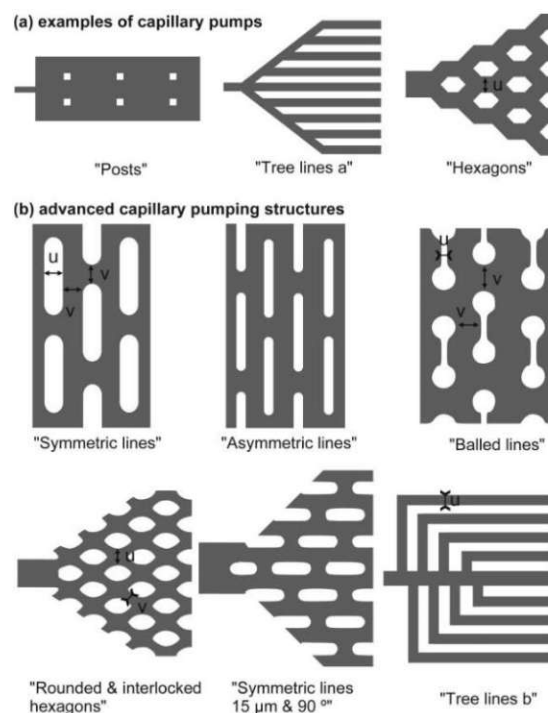 (a) examples of capillary pumps
u
"Posts"
"Tree lines a"
"Hexagons"
(b) advanced capillary pumping structures
u
v
v
u
v
v
"Symmetric lines"
"Asymmetric lines"
"Balled lines"
u
v
u
"Rounded & interlocked
hexagons"
"Symmetric lines
15 µm & 90 º"
"Tree lines b"